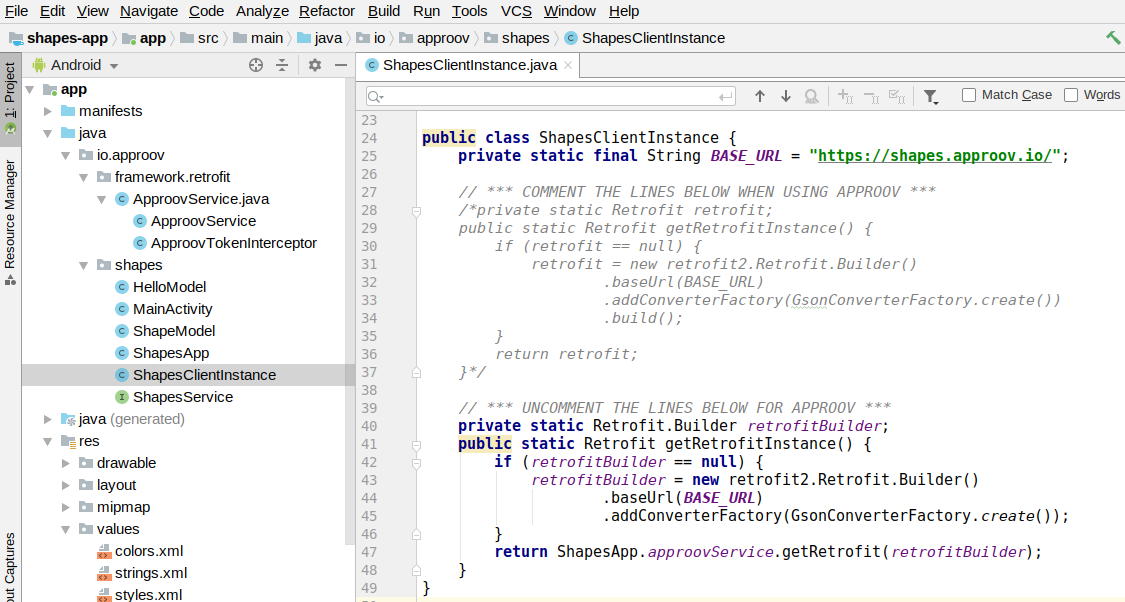 File Edit View Navigate Code Analyze Refactor Build Run Tools VCS Window Help
shapes-app app src main java io approov shapes ShapesClientInstance
1: Project
Resource Manager
out Captures
Android
app
manifests
java
io.approov
framework.retrofit
ApproovService.java
ApproovService
ApproovTokenInterceptor
shapes
HelloModel
MainActivity
ShapeModel
ShapesApp
ShapesClientInstance
ShapesService
java (generated)
res
drawable
layout
mipmap
values
colors.xml
strings.xml
styles.xml
ShapesClientInstance.java
Match Case Words
23
24 public class ShapesClientInstance {
25 private static final String BASE_URL = "https://shapes.approov.io/";
26
27 // *** COMMENT THE LINES BELOW WHEN USING APPROOV ***
28 /*private static Retrofit retrofit;
29 public static Retrofit getRetrofitInstance() {
30 if (retrofit == null) {
31 retrofit = new retrofit2.Retrofit.Builder()
32 .baseUrl(BASE_URL)
33 .addConverterFactory(GsonConverterFactory.create())
34 .build();
35 }
36 return retrofit;
37 }*/
38
39 // *** UNCOMMENT THE LINES BELOW FOR APPROOV ***
40 private static Retrofit.Builder retrofitBuilder;
41 public static Retrofit getRetrofitInstance() {
42 if (retrofitBuilder == null) {
43 retrofitBuilder = new retrofit2.Retrofit.Builder()
44 .baseUrl(BASE_URL)
45 .addConverterFactory(GsonConverterFactory.create());
46 }
47 return ShapesApp.approovService.getRetrofit(retrofitBuilder);
48 }
49 }